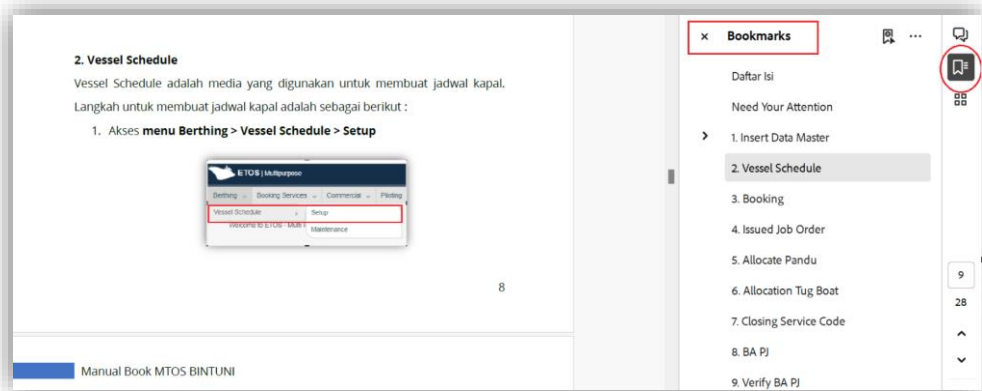 2. Vessel Schedule
Vessel Schedule adalah media yang digunakan untuk membuat jadwal kapal.
Langkah untuk membuat jadwal kapal adalah sebagai berikut :
1. Akses menu Berthing > Vessel Schedule > Setup
ETOS | Multipurpose
Berthing Booking Services Commercial Piloting
Vessel Schedule Setup
Welcome to ETOS - Multi
Maintenance
8
Manual Book MTOS BINTUNI
× Bookmarks ...
Daftar Isi
Need Your Attention
1. Insert Data Master
2. Vessel Schedule
3. Booking
4. Issued Job Order
5. Allocate Pandu
6. Allocation Tug Boat
7. Closing Service Code
8. BA PJ
9. Verify BA PJ
9
28